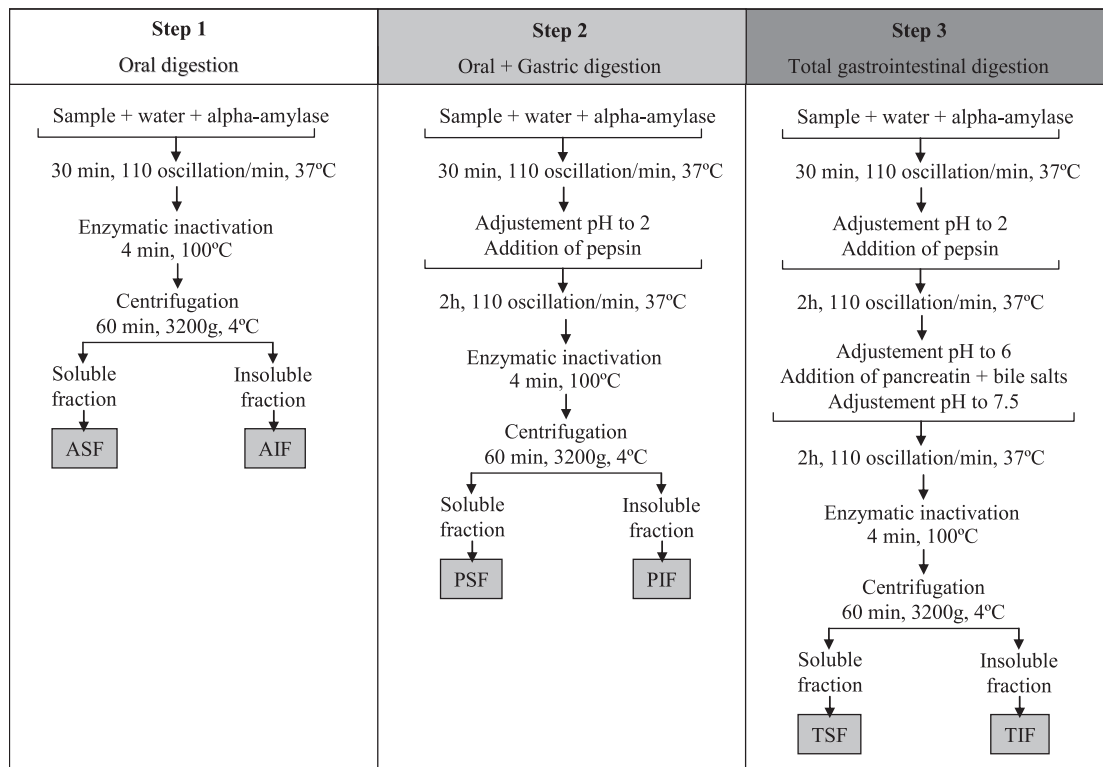 Step 1
Oral digestion
Sample + water + alpha-amylase
30 min, 110 oscillation/min, 37ºC
Enzymatic inactivation
4 min, 100ºC
Centrifugation
60 min, 3200g, 4ºC
Soluble
fraction
Insoluble
fraction
ASF
AIF
Step 2
Oral + Gastric digestion
Sample + water + alpha-amylase
30 min, 110 oscillation/min, 37ºC
Adjustement pH to 2
Addition of pepsin
2h, 110 oscillation/min, 37ºC
Enzymatic inactivation
4 min, 100ºC
Centrifugation
60 min, 3200g, 4ºC
Soluble
fraction
Insoluble
fraction
PSF
PIF
Step 3
Total gastrointestinal digestion
Sample + water + alpha-amylase
30 min, 110 oscillation/min, 37ºC
Adjustement pH to 2
Addition of pepsin
2h, 110 oscillation/min, 37ºC
Adjustement pH to 6
Addition of pancreatin + bile salts
Adjustement pH to 7.5
2h, 110 oscillation/min, 37ºC
Enzymatic inactivation
4 min, 100ºC
Centrifugation
60 min, 3200g, 4ºC
Soluble
fraction
Insoluble
fraction
TSF
TIF